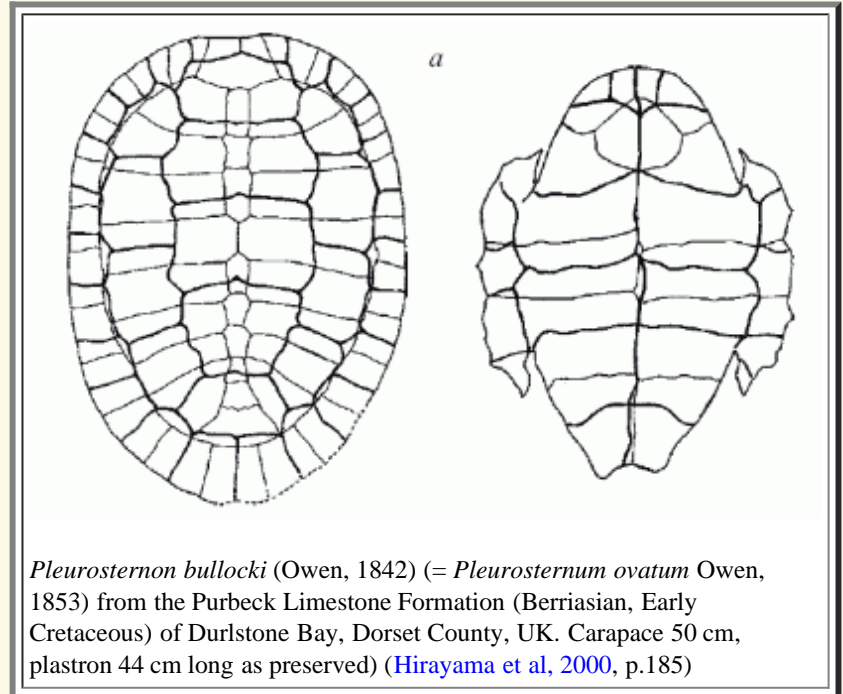 a
Pleurosternon bullocki (Owen, 1842) (= Pleurosternum ovatum Owen,
1853) from the Purbeck Limestone Formation (Berriasian, Early
Cretaceous) of Durlstone Bay, Dorset County, UK. Carapace 50 cm,
plastron 44 cm long as preserved) (Hirayama et al, 2000, p.185)